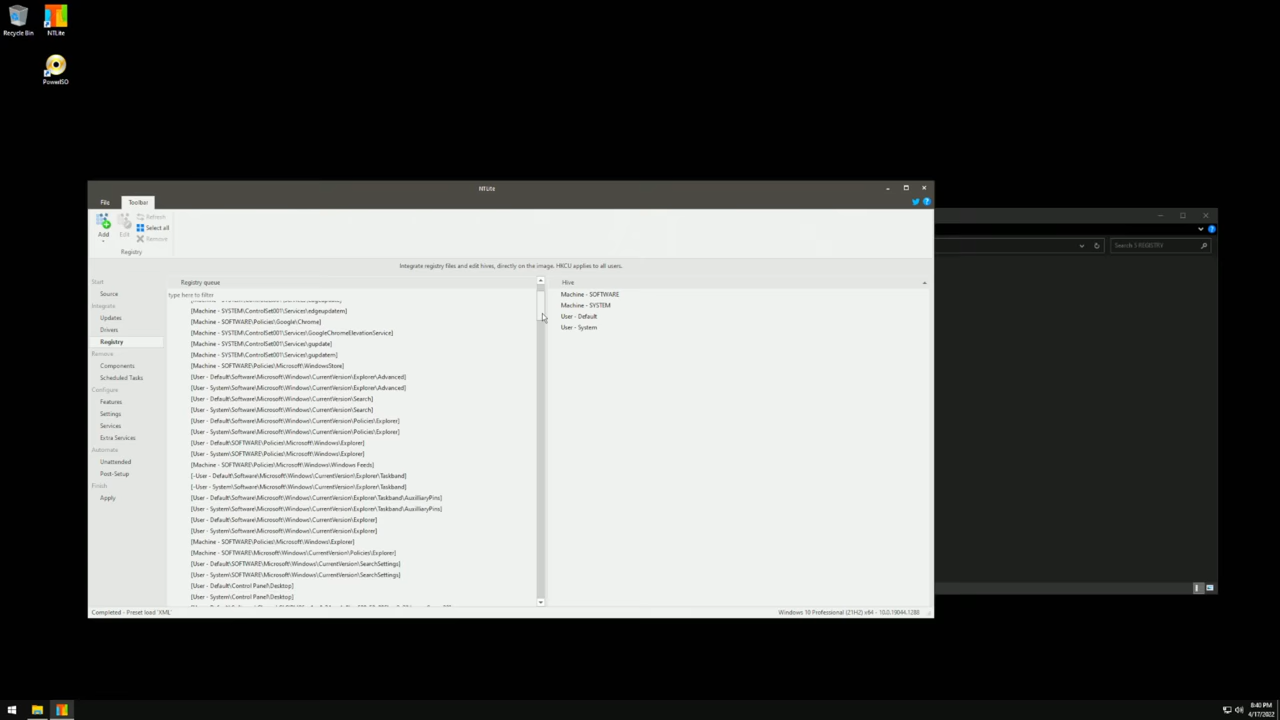 Recycle Bin
NTLite
PowerISO
NTLite
File
Toolbar
Add
Edit
Refresh
Select all
Remove
Registry
Integrate registry files and edit hives, directly on the image. HKCU applies to all users.
Start
Source
Integrate
Updates
Drivers
Registry
Remove
Components
Scheduled Tasks
Configure
Features
Settings
Services
Extra Services
Automate
Unattended
Post-Setup
Finish
Apply
Registry queue
type here to filter
[Machine - SYSTEM\ControlSet001\Services\edgeupdatem]
[Machine - SOFTWARE\Policies\Google\Chrome]
[Machine - SYSTEM\ControlSet001\Services\GoogleChromeElevationService]
[Machine - SYSTEM\ControlSet001\Services\gupdate]
[Machine - SYSTEM\ControlSet001\Services\gupdatem]
[Machine - SOFTWARE\Policies\Microsoft\WindowsStore]
[User - Default\Software\Microsoft\Windows\CurrentVersion\Explorer\Advanced]
[User - System\Software\Microsoft\Windows\CurrentVersion\Explorer\Advanced]
[User - Default\Software\Microsoft\Windows\CurrentVersion\Search]
[User - System\Software\Microsoft\Windows\CurrentVersion\Search]
[User - Default\Software\Microsoft\Windows\CurrentVersion\Policies\Explorer]
[User - System\Software\Microsoft\Windows\CurrentVersion\Policies\Explorer]
[User - Default\SOFTWARE\Policies\Microsoft\Windows\Explorer]
[User - System\SOFTWARE\Policies\Microsoft\Windows\Explorer]
[Machine - SOFTWARE\Policies\Microsoft\Windows\Windows Feeds]
[-User - Default\Software\Microsoft\Windows\CurrentVersion\Explorer\Taskband]
[-User - System\Software\Microsoft\Windows\CurrentVersion\Explorer\Taskband]
[User - Default\Software\Microsoft\Windows\CurrentVersion\Explorer\Taskband\AuxilliaryPins]
[User - System\Software\Microsoft\Windows\CurrentVersion\Explorer\Taskband\AuxilliaryPins]
[User - Default\Software\Microsoft\Windows\CurrentVersion\Explorer]
[User - System\Software\Microsoft\Windows\CurrentVersion\Explorer]
[Machine - SOFTWARE\Policies\Microsoft\Windows\Explorer]
[Machine - SOFTWARE\Microsoft\Windows\CurrentVersion\Policies\Explorer]
[User - Default\SOFTWARE\Microsoft\Windows\CurrentVersion\SearchSettings]
[User - System\SOFTWARE\Microsoft\Windows\CurrentVersion\SearchSettings]
[User - Default\Control Panel\Desktop]
[User - System\Control Panel\Desktop]
Hive
Machine - SOFTWARE
Machine - SYSTEM
User - Default
User - System
Completed - Preset load 'XML'
Windows 10 Professional (21H2) x64 - 10.0.19044.1288
Search 5 REGISTRY
8:40 PM
4/17/2022